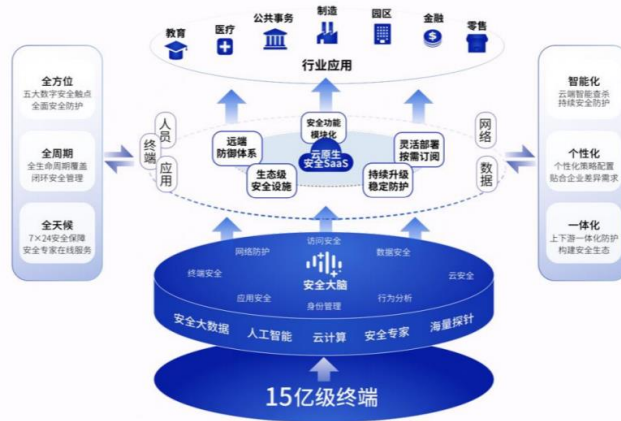 教育
医疗
公共事务
制造
园区
金融
零售
行业应用
全方位
五大数字安全触点
全面安全防护
全周期
全生命周期覆盖
闭环安全管理
全天候
7×24安全保障
安全专家在线服务
终端
人员
应用
远端
防御体系
安全功能
模块化
灵活部署
按需订阅
云原生
安全SaaS
生态级
安全设施
持续升级
稳定防护
网络
数据
智能化
云端智能查杀
持续安全防护
个性化
个性化策略配置
贴合企业差异需求
一体化
上下游一体化防护
构建安全生态
访问安全
网络防护
数据安全
终端安全
安全大脑
云安全
应用安全
身份管理
行为分析
安全大数据
人工智能
云计算
安全专家
海量探针
15亿级终端